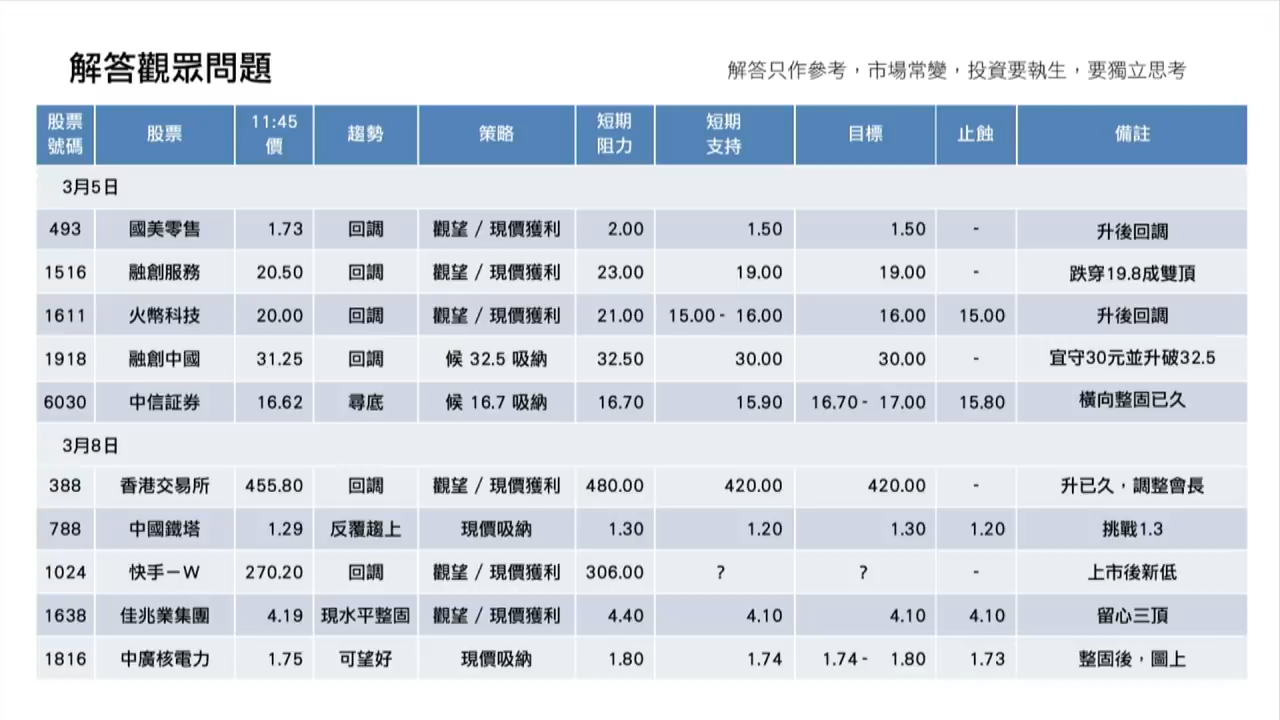 解答觀眾問題
解答只作參考，市場常變，投資要執生，要獨立思考
股票號碼 股票 11:45價 趨勢 策略 短期阻力 短期支持 目標 止蝕 備註
3月5日
493 國美零售 1.73 回調 觀望 / 現價獲利 2.00 1.50 1.50 - 升後回調
1516 融創服務 20.50 回調 觀望 / 現價獲利 23.00 19.00 19.00 - 跌穿19.8成雙頂
1611 火幣科技 20.00 回調 觀望 / 現價獲利 21.00 15.00 - 16.00 16.00 15.00 升後回調
1918 融創中國 31.25 回調 候 32.5 吸納 32.50 30.00 30.00 - 宜守30元並升破32.5
6030 中信証券 16.62 尋底 候 16.7 吸納 16.70 15.90 16.70 - 17.00 15.80 橫向整固已久
3月8日
388 香港交易所 455.80 回調 觀望 / 現價獲利 480.00 420.00 420.00 - 升已久，調整會長
788 中國鐵塔 1.29 反覆趨上 現價吸納 1.30 1.20 1.30 1.20 挑戰1.3
1024 快手－W 270.20 回調 觀望 / 現價獲利 306.00 ? ? - 上市後新低
1638 佳兆業集團 4.19 現水平整固 觀望 / 現價獲利 4.40 4.10 4.10 4.10 留心三頂
1816 中廣核電力 1.75 可望好 現價吸納 1.80 1.74 1.74 - 1.80 1.73 整固後，圖上